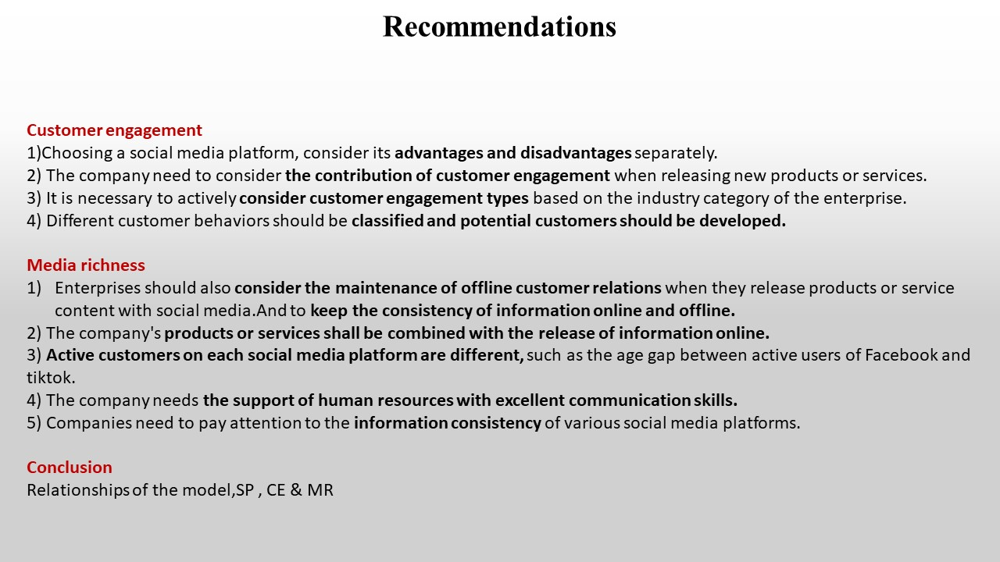 Recommendations
Customer engagement
1)Choosing a social media platform, consider its advantages and disadvantages separately.
2) The company need to consider the contribution of customer engagement when releasing new products or services.
3) It is necessary to actively consider customer engagement types based on the industry category of the enterprise.
4) Different customer behaviors should be classified and potential customers should be developed.
Media richness
1) Enterprises should also consider the maintenance of offline customer relations when they release products or service
content with social media.And to keep the consistency of information online and offline.
2) The company's products or services shall be combined with the release of information online.
3) Active customers on each social media platform are different, such as the age gap between active users of Facebook and
tiktok.
4) The company needs the support of human resources with excellent communication skills.
5) Companies need to pay attention to the information consistency of various social media platforms.
Conclusion
Relationships of the model,SP , CE & MR